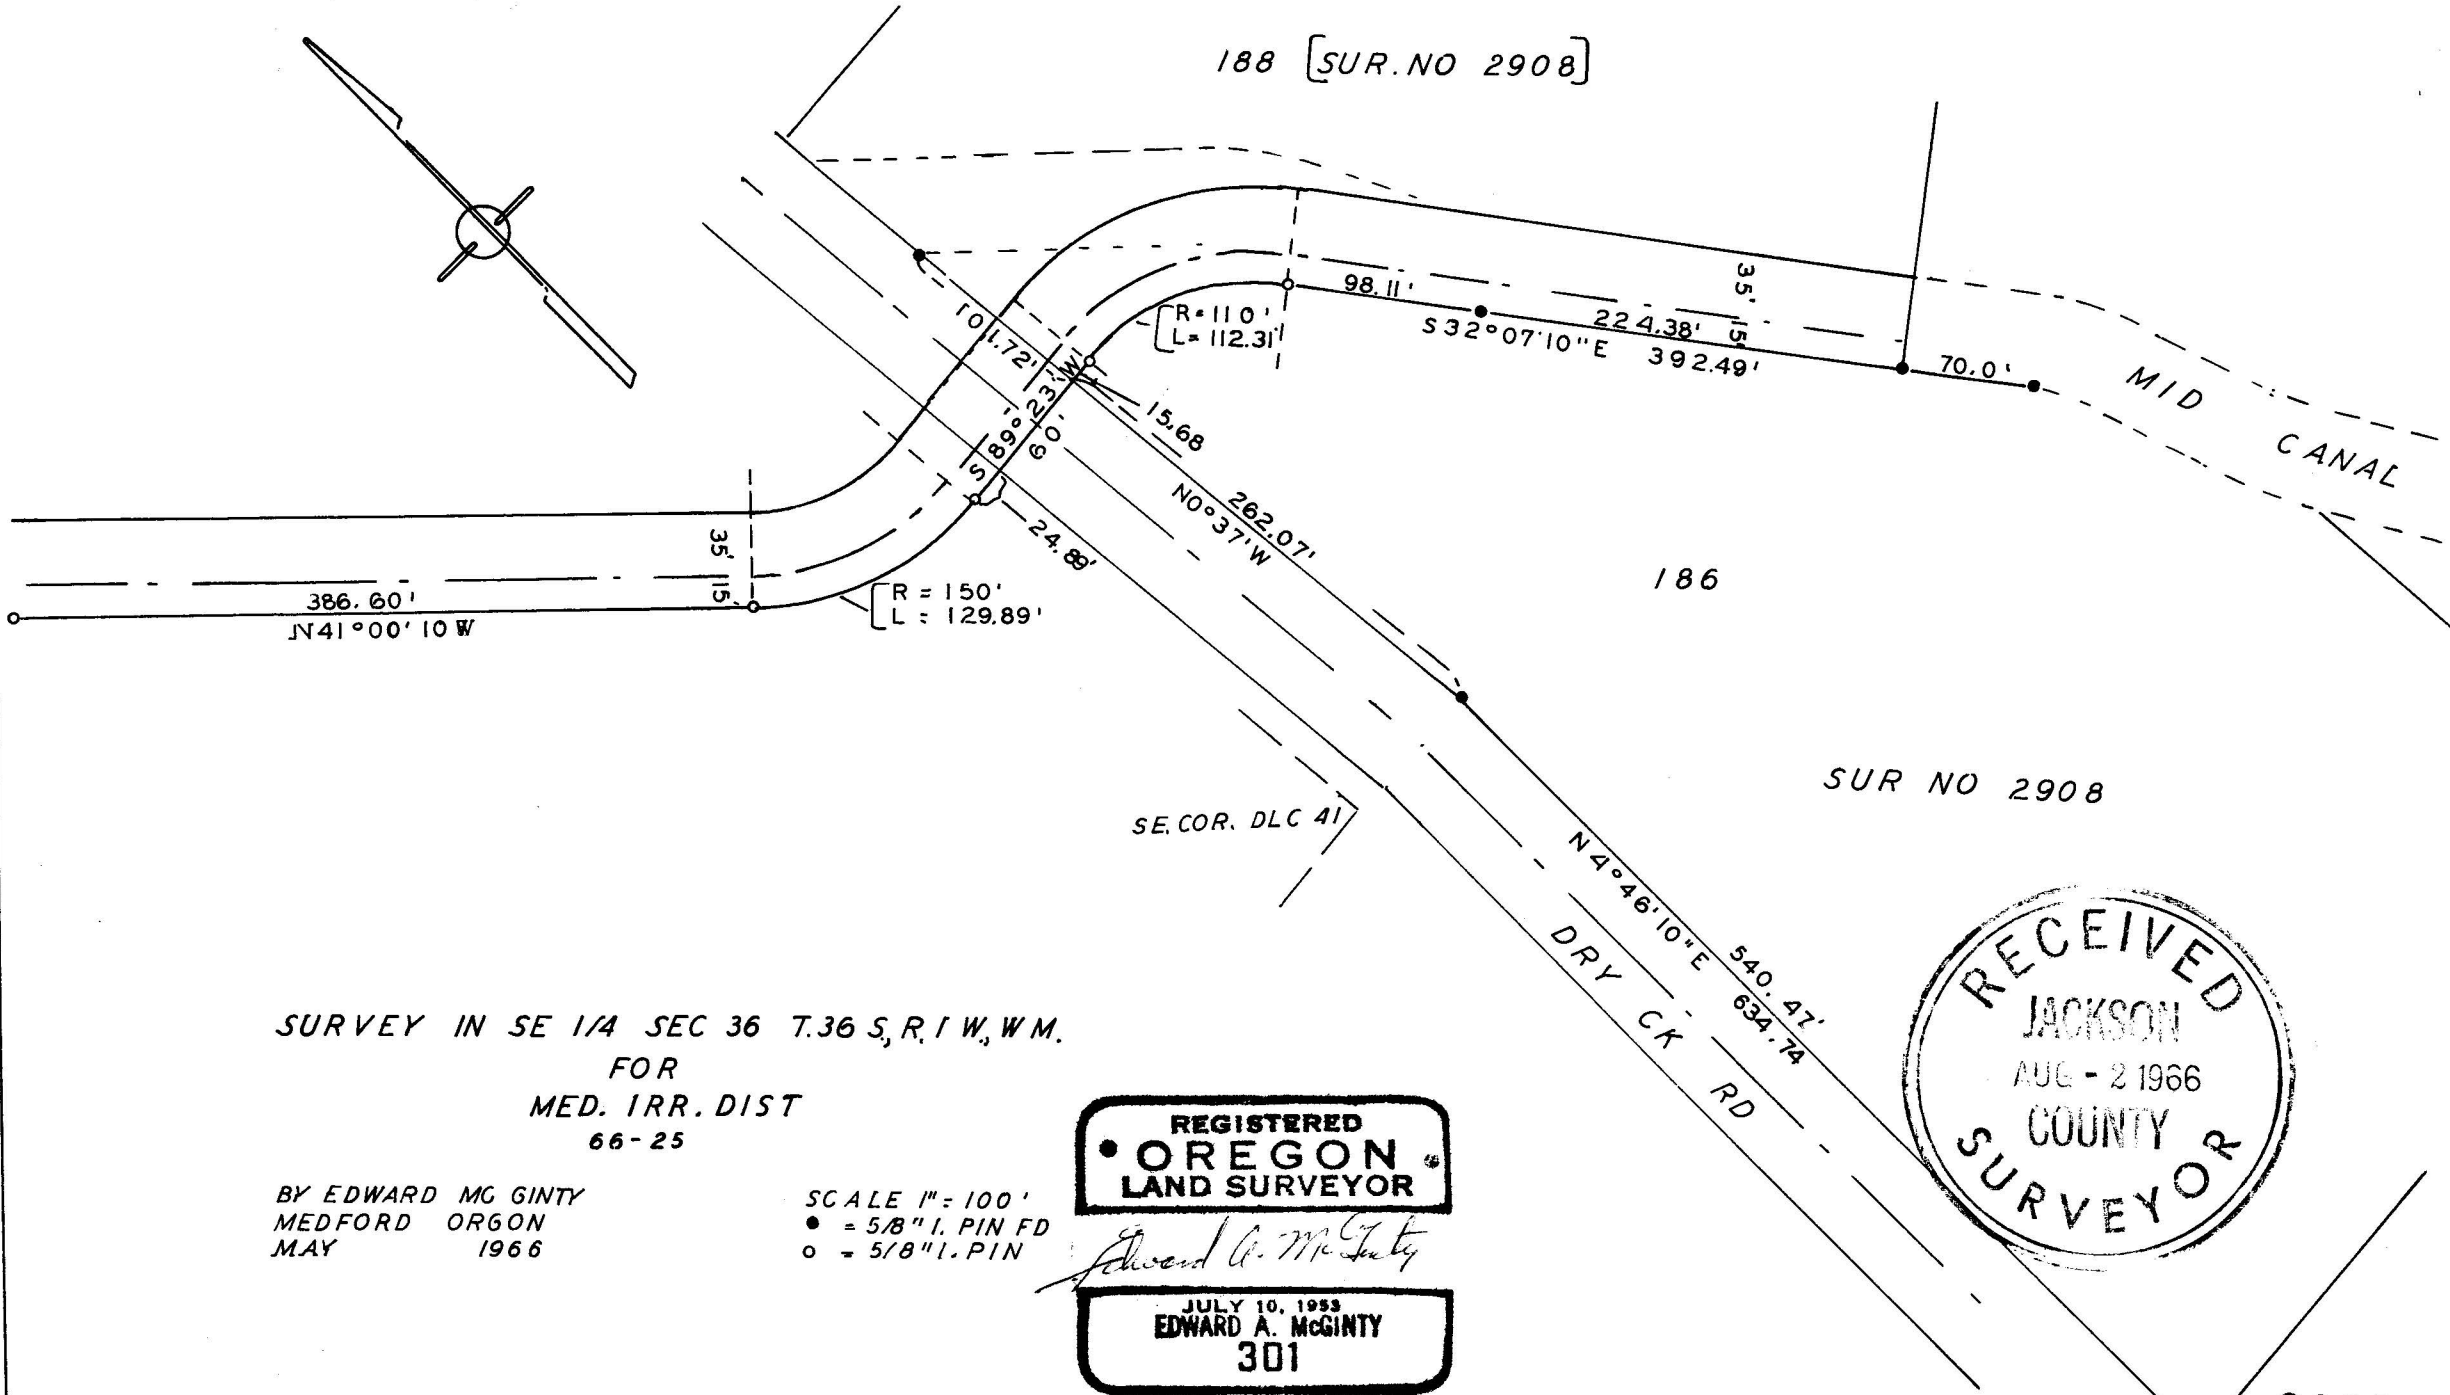 188 [SUR. NO 2908]
35'
15'
98.11'
224.38'
S 32° 07' 10" E 392.49'
70.0'
MID
CANAL
R = 110'
L = 112.31'
101.72'
S 89° 23' W
60'
15.68
24.89'
262.07'
N0° 37' W
35'
15'
386.60'
N41° 00' 10 W
R = 150'
L = 129.89'
186
SUR NO 2908
SE. COR. DLC 41
N 4° 46' 10" E 540.47'
634.74
DRY CK RD
SURVEY IN SE 1/4 SEC 36 T.36 S., R. 1 W., W M.
FOR
MED. IRR. DIST
66-25
BY EDWARD MC GINTY
MEDFORD ORGON
MAY 1966
SCALE 1" = 100'
● = 5/8" I. PIN FD
o = 5/8" I. PIN
REGISTERED
OREGON
LAND SURVEYOR
Edward A. McGinty
JULY 10, 1953
EDWARD A. McGINTY
301
RECEIVED
JACKSON
AUG - 2 1966
COUNTY
SURVEYOR